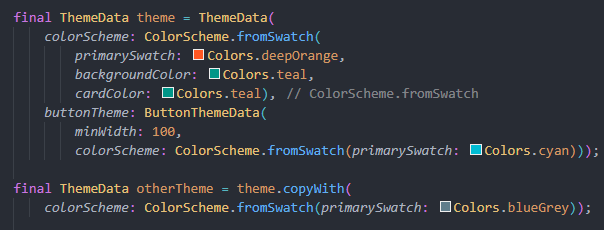 final ThemeData theme = ThemeData(
colorScheme: ColorScheme.fromSwatch(
primarySwatch: Colors.deepOrange,
backgroundColor: Colors.teal,
cardColor: Colors.teal), // ColorScheme.fromSwatch
buttonTheme: ButtonThemeData(
minWidth: 100,
colorScheme: ColorScheme.fromSwatch(primarySwatch: Colors.cyan)));
final ThemeData otherTheme = theme.copyWith(
colorScheme: ColorScheme.fromSwatch(primarySwatch: Colors.blueGrey));